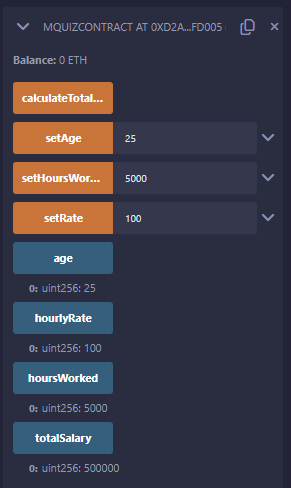 MQUIZCONTRACT AT 0XD2A...FD005 (
Balance: 0 ETH
calculateTotal...
setAge 25
setHoursWor... 5000
setRate 100
age
0: uint256: 25
hourlyRate
0: uint256: 100
hoursWorked
0: uint256: 5000
totalSalary
0: uint256: 500000